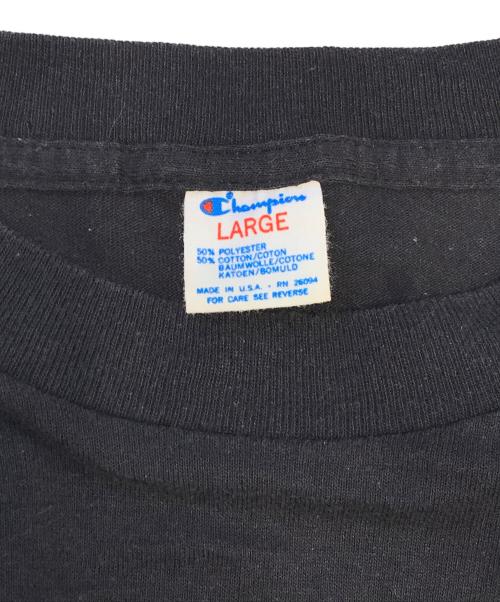 Champion
LARGE
50% POLYESTER
50% COTTON/COTON
BAUMWOLLE/COTONE
KATOEN/BOMULD
MADE IN U.S.A. - RN 26094
FOR CARE SEE REVERSE